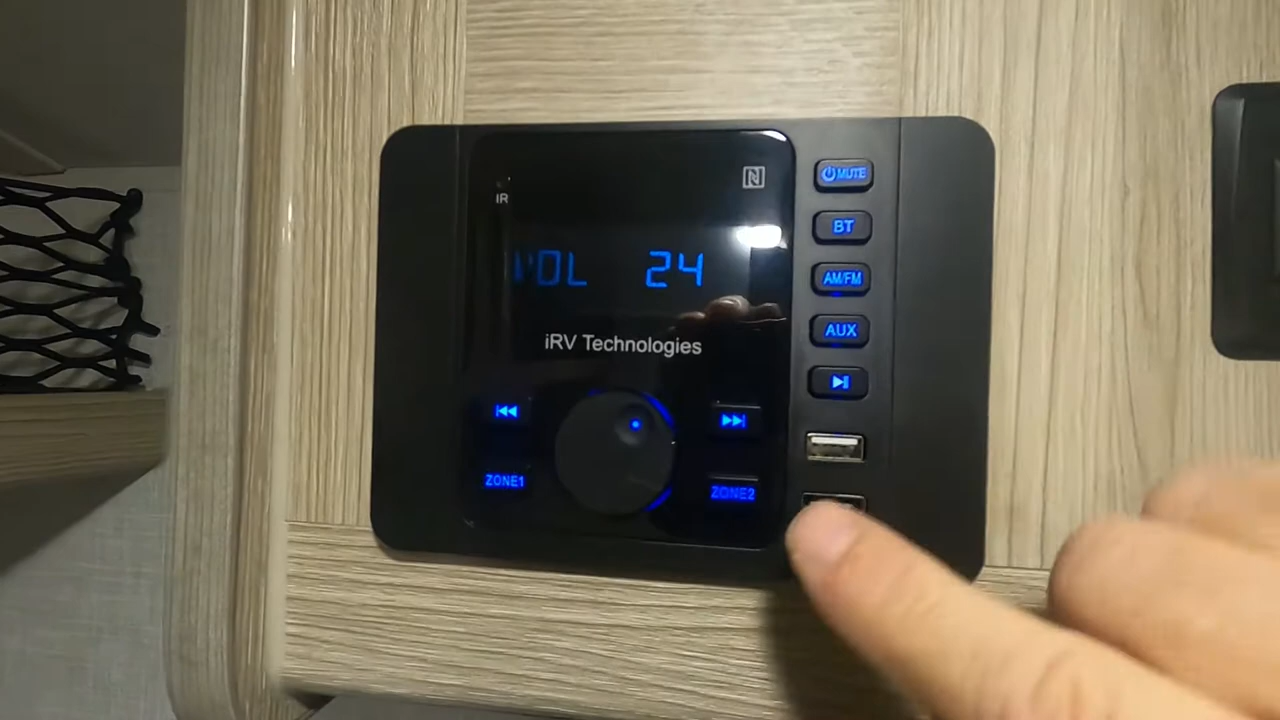 IR
MUTE
BT
VOL 24
AM/FM
AUX
iRV Technologies
ZONE1
ZONE2